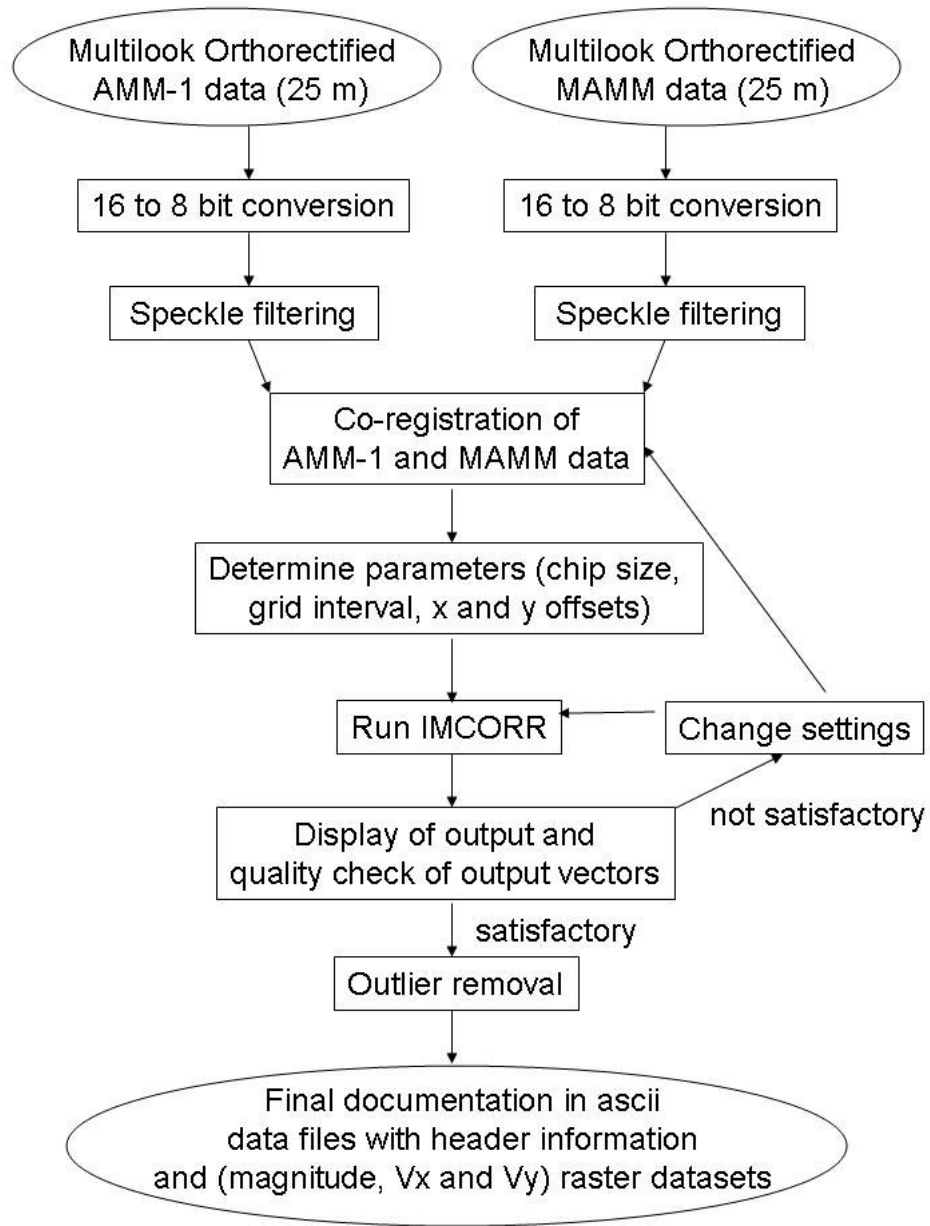 Multilook Orthorectified
AMM-1 data (25 m)
Multilook Orthorectified
MAMM data (25 m)
16 to 8 bit conversion
16 to 8 bit conversion
Speckle filtering
Speckle filtering
Co-registration of
AMM-1 and MAMM data
Determine parameters (chip size,
grid interval, x and y offsets)
Run IMCORR
Change settings
Display of output and
quality check of output vectors
not satisfactory
satisfactory
Outlier removal
Final documentation in ascii
data files with header information
and (magnitude, Vx and Vy) raster datasets